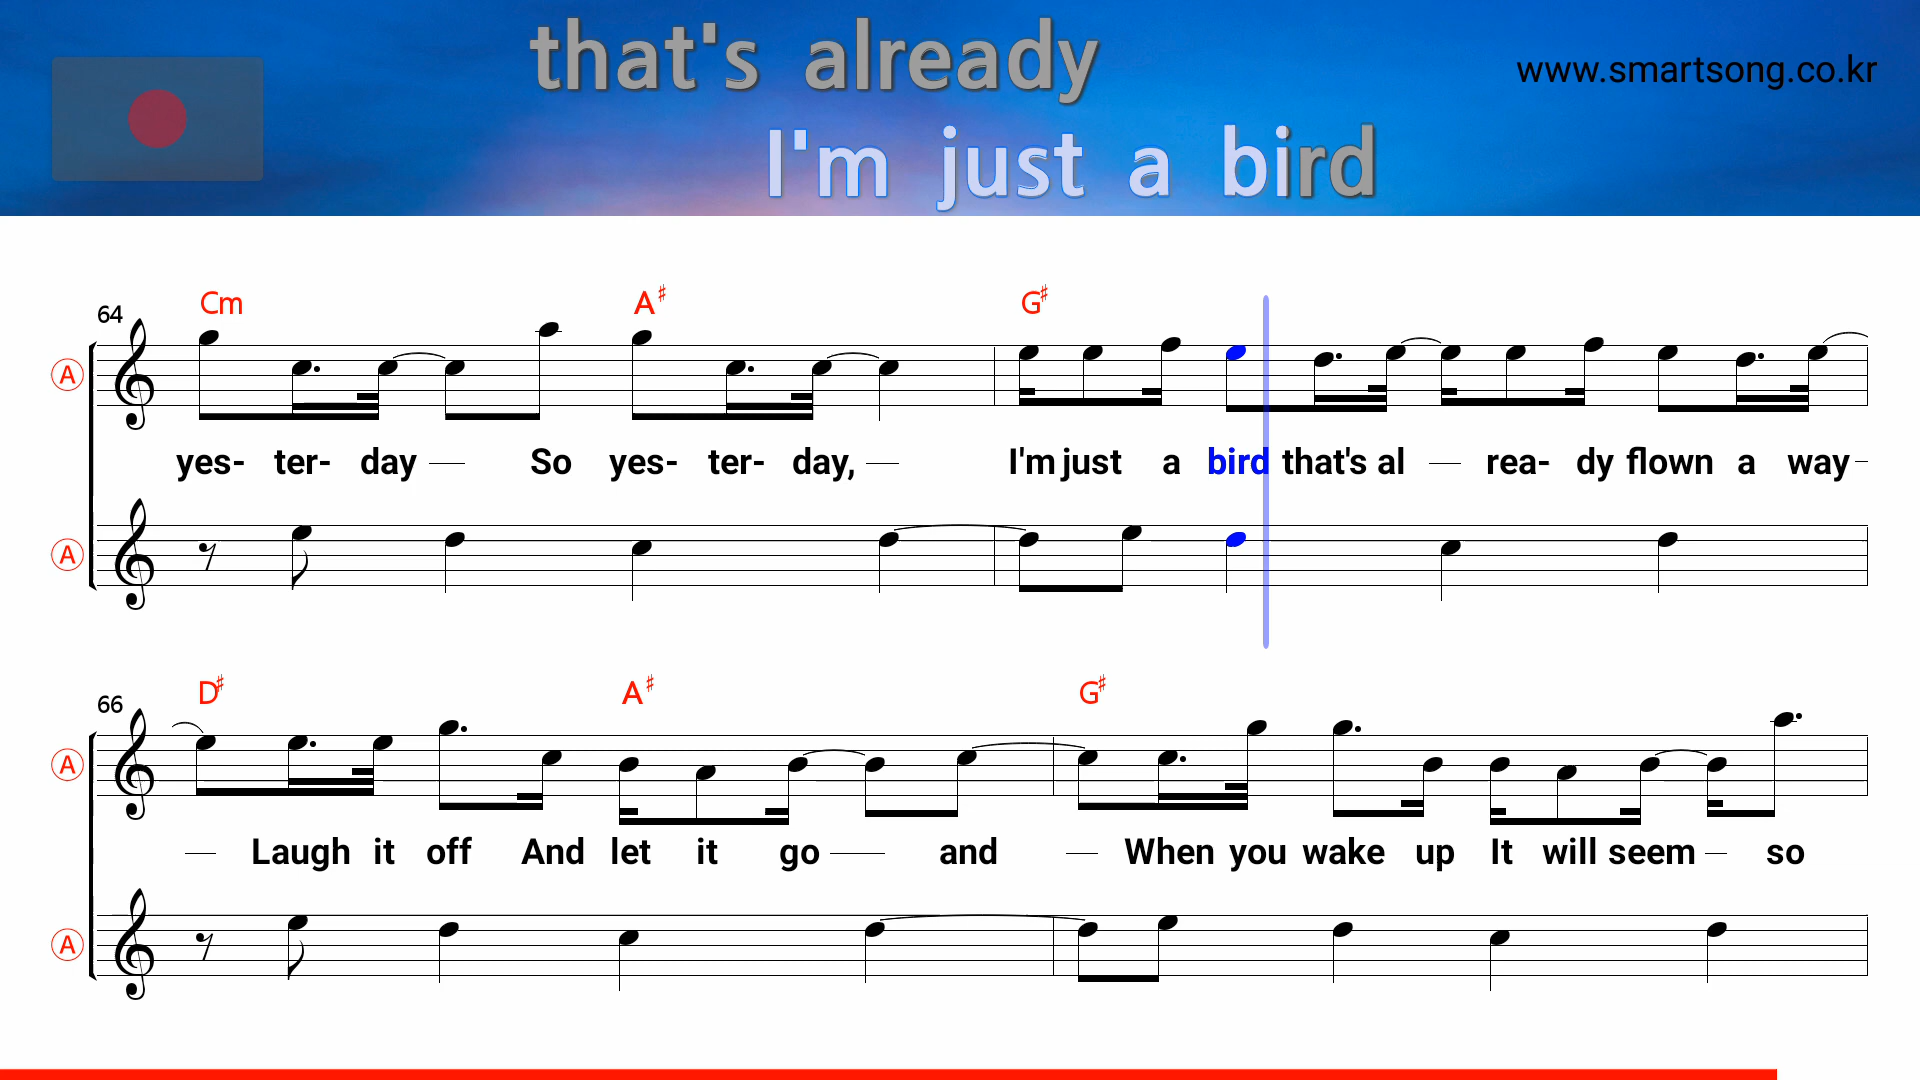 that's already
www.smartsong.co.kr
I'm just a bird
64 Cm A♯ G♯
A
yes- ter- day So yes- ter- day, I'm just a bird that's al rea- dy flown a way
A
66 D♯ A♯ G♯
A
Laugh it off And let it go and When you wake up It will seem so
A